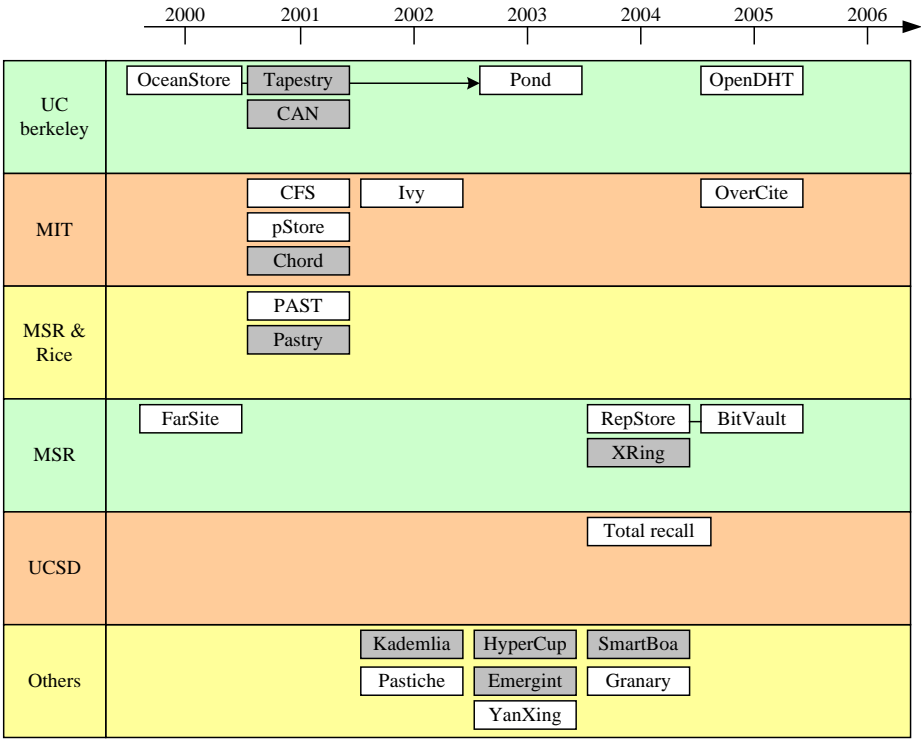 2000 2001 2002 2003 2004 2005 2006
UC
berkeley
OceanStore Tapestry Pond OpenDHT
CAN
MIT
CFS Ivy OverCite
pStore
Chord
MSR &
Rice
PAST
Pastry
MSR
FarSite RepStore BitVault
XRing
UCSD
Total recall
Others
Kademlia HyperCup SmartBoa
Pastiche Emergint Granary
YanXing